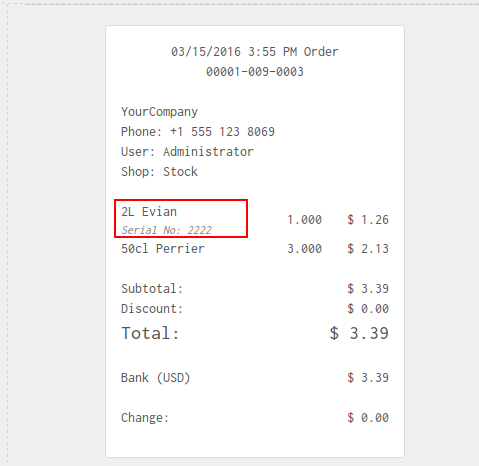 03/15/2016 3:55 PM Order
00001-009-0003
YourCompany
Phone: +1 555 123 8069
User: Administrator
Shop: Stock
2L Evian 1.000 $ 1.26
Serial No: 2222
50cl Perrier 3.000 $ 2.13
Subtotal: $ 3.39
Discount: $ 0.00
Total: $ 3.39
Bank (USD) $ 3.39
Change: $ 0.00